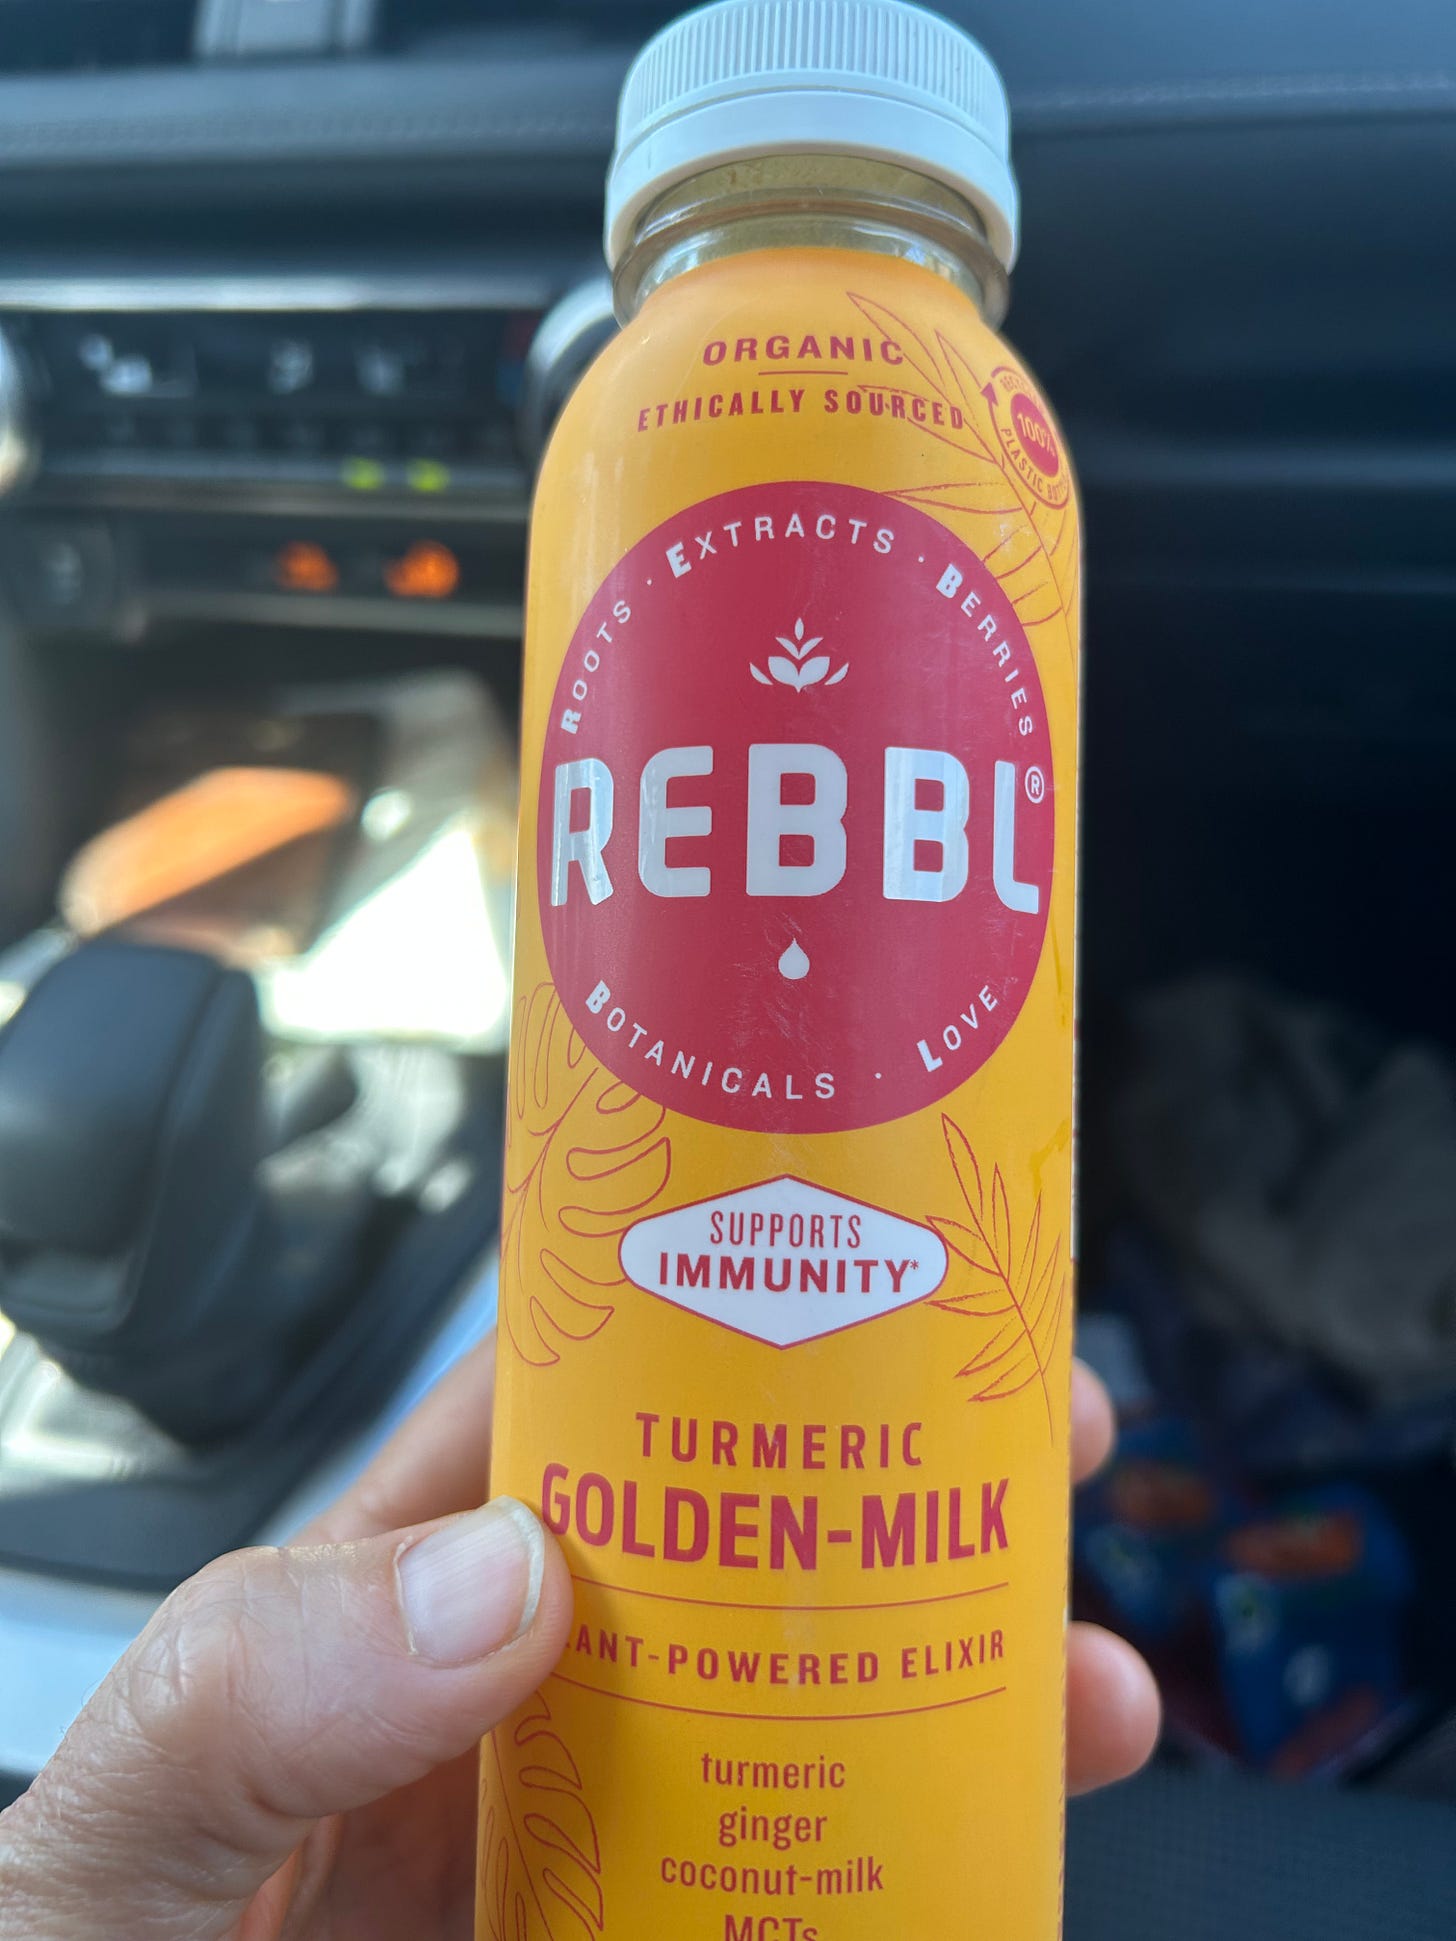 ORGANIC
ETHICALLY SOURCED
100%
PLASTIC
ROOTS · EXTRACTS · BERRIES
REBBL®
BOTANICALS · LOVE
SUPPORTS
IMMUNITY*
TURMERIC
GOLDEN-MILK
ANT-POWERED ELIXIR
turmeric
ginger
coconut-milk
MCTs